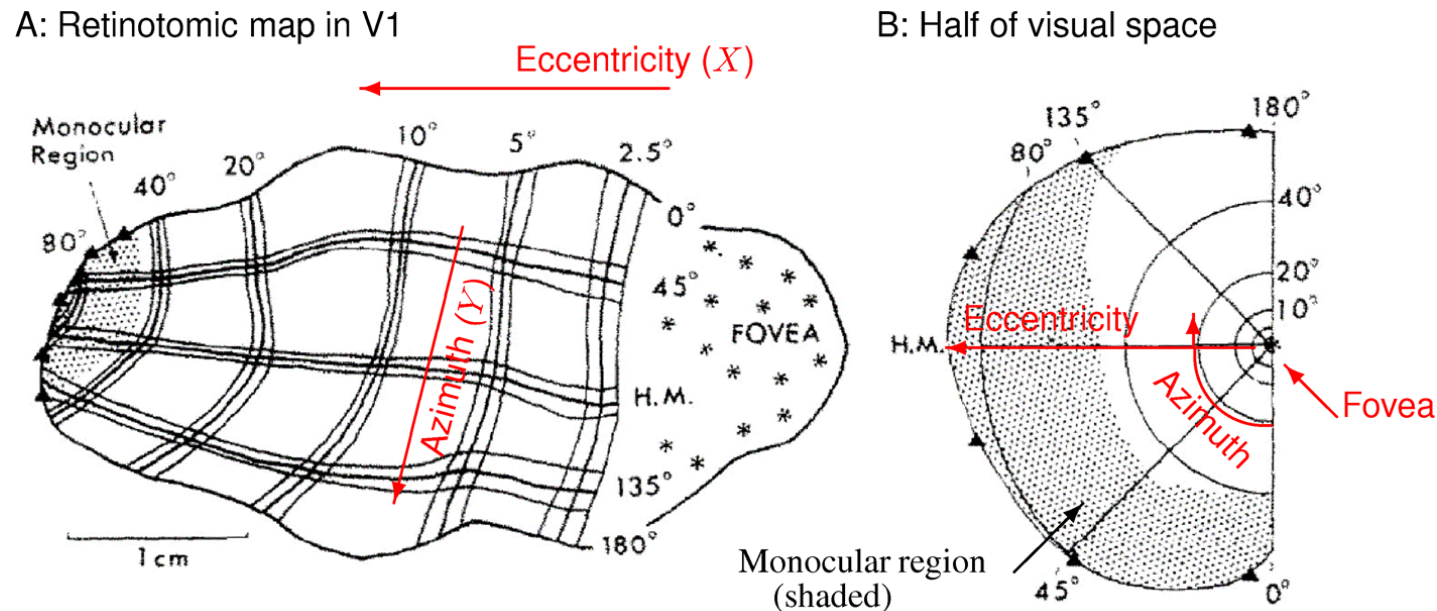 A: Retinotomic map in V1
Eccentricity (X)
Monocular
Region
80°
40°
20°
10°
5°
2.5°
0°
45°
H.M.
135°
180°
Azimuth (Y)
FOVEA
1 cm
B: Half of visual space
180°
135°
80°
40°
20°
10°
H.M.
Eccentricity
Azimuth
Fovea
Monocular region
(shaded)
45°
0°